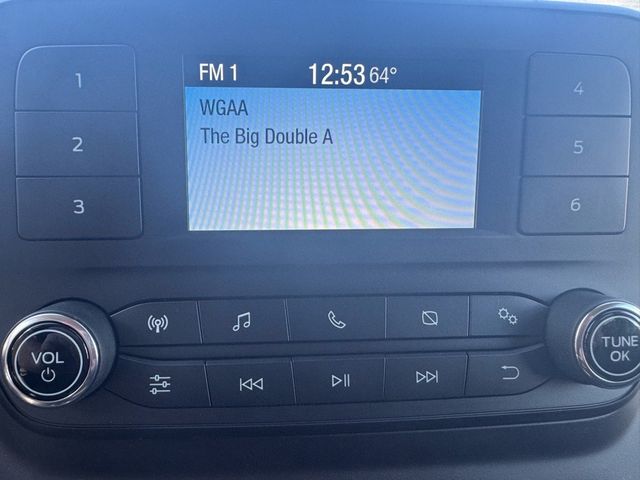 FM 1 12:53 64°
WGAA
The Big Double A
1
2
3
4
5
6
VOL
TUNE
OK